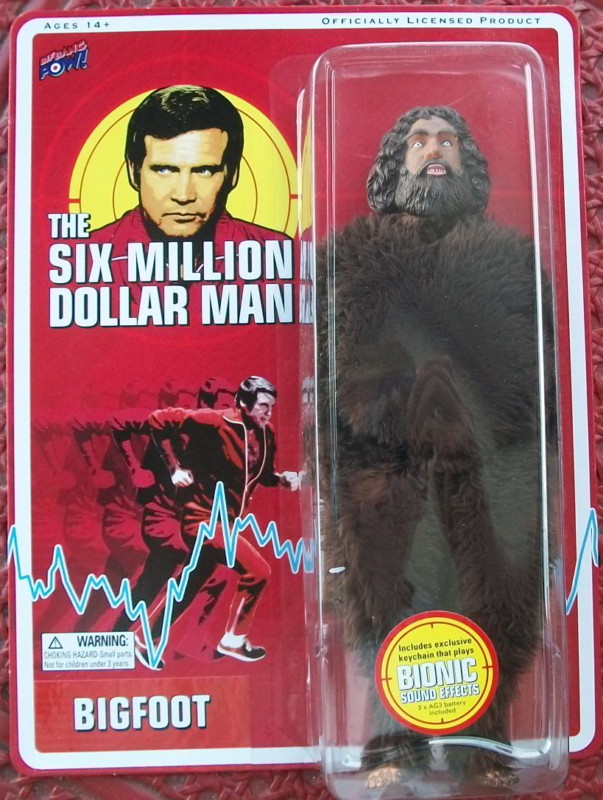 AGES 14+
OFFICIALLY LICENSED PRODUCT
BIF BANG
POW!
THE
SIX MILLION
DOLLAR MAN
WARNING:
CHOKING HAZARD-Small parts.
Not for children under 3 years.
BIGFOOT
Includes exclusive
keychain that plays
BIONIC
SOUND EFFECTS
3 x AG3 battery
included